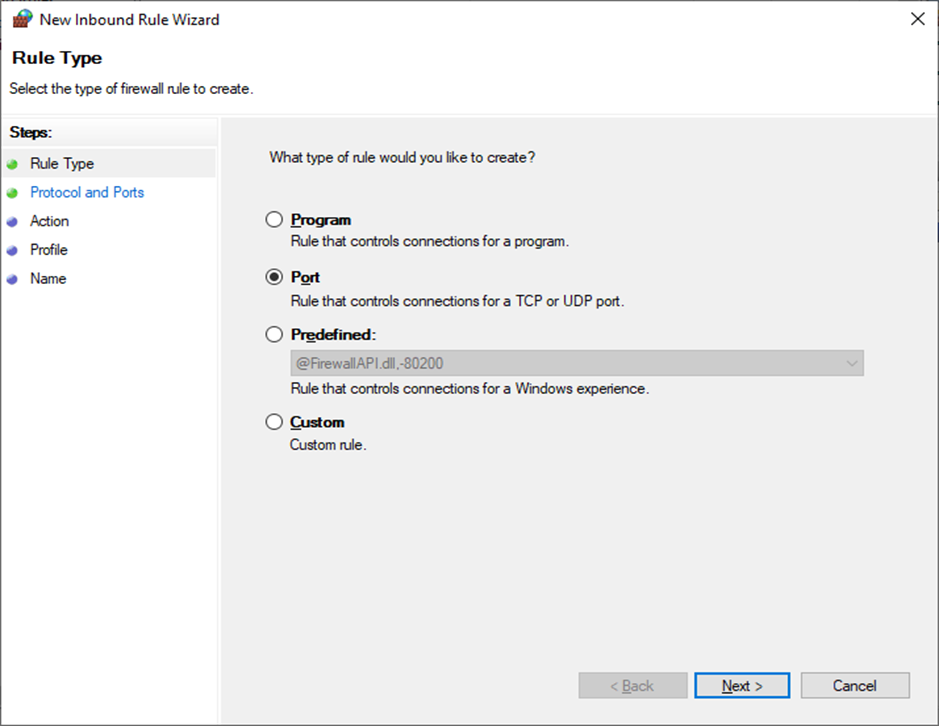 New Inbound Rule Wizard
Rule Type
Select the type of firewall rule to create.
Steps:
Rule Type
Protocol and Ports
Action
Profile
Name
What type of rule would you like to create?
Program
Rule that controls connections for a program.
Port
Rule that controls connections for a TCP or UDP port.
Predefined:
@FirewallAPI.dll,-80200
Rule that controls connections for a Windows experience.
Custom
Custom rule.
< Back Next > Cancel